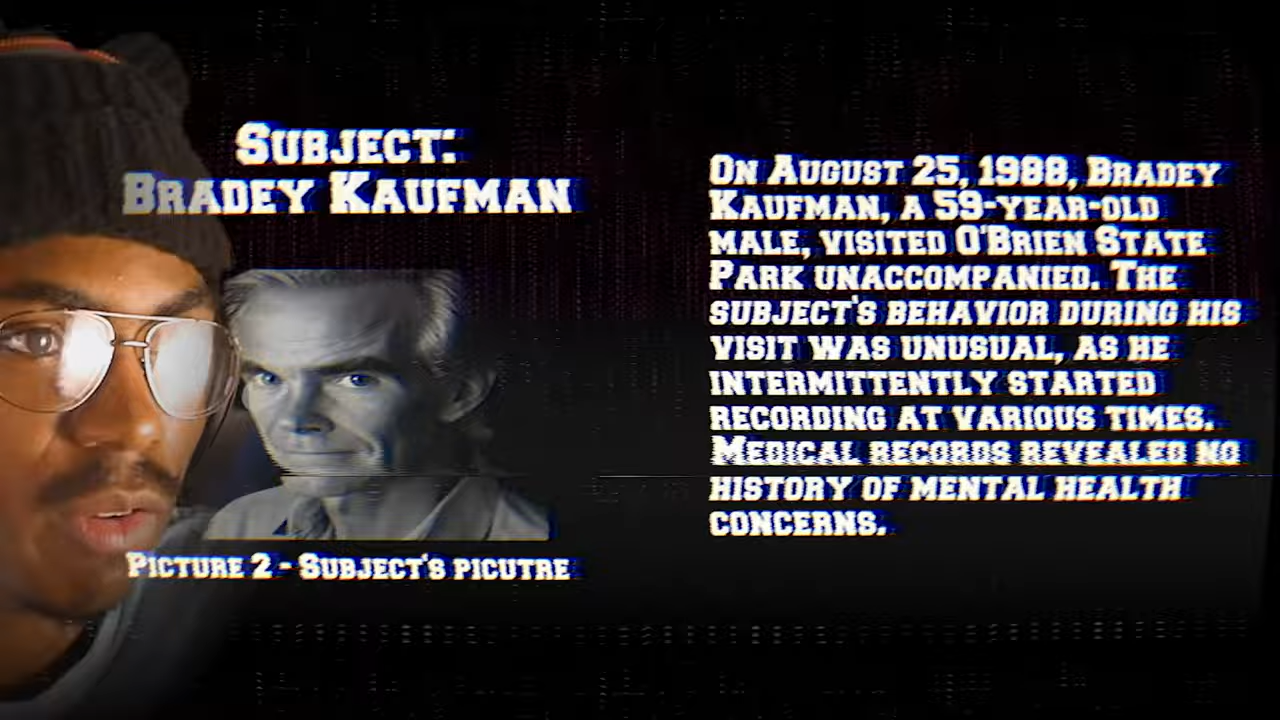 Subject:
Bradey Kaufman
On August 25, 1988, Bradey
Kaufman, a 59-year-old
male, visited O'Brien State
Park unaccompanied. The
subject's behavior during his
visit was unusual, as he
intermittently started
recording at various times.
Medical records revealed no
history of mental health
concerns.
Picture 2 - Subject's picutre